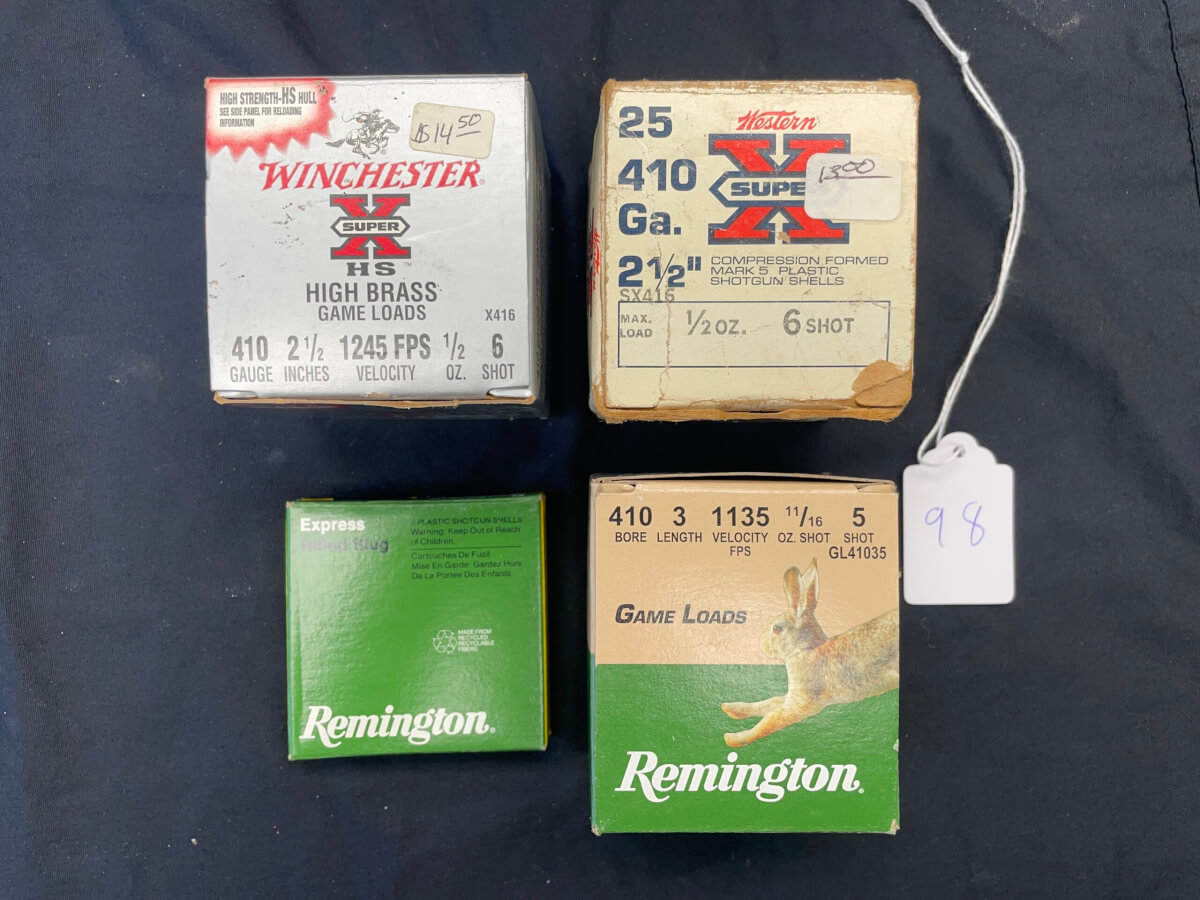 HIGH STRENGTH-HS HULL
SEE SIDE PANEL FOR RELOADING
INFORMATION
$14.50
WINCHESTER
X
SUPER
HS™
HIGH BRASS
GAME LOADS
X416
410 2 1/2 1245 FPS 1/2 6
GAUGE INCHES VELOCITY OZ. SHOT
25
410
Ga.
2 1/2"
SX416
Western
X
SUPE
13.00
COMPRESSION FORMED
MARK 5 PLASTIC
SHOTGUN SHELLS
MAX.
LOAD
1/2 OZ. 6 SHOT
Express
Rifled Slug
PLASTIC SHOTGUN SHELLS
Warning: Keep Out of Reach
of Children.
Cartouches De Fusil
Mise En Garde: Gardez Hors
De La Portée Des Enfants.
MADE FROM
RECYCLED
RECYCLABLE
FIBERS
Remington®
410 3 1135 11/16 5
BORE LENGTH VELOCITY OZ. SHOT SHOT
FPS
GL41035
GAME LOADS
Remington®
98